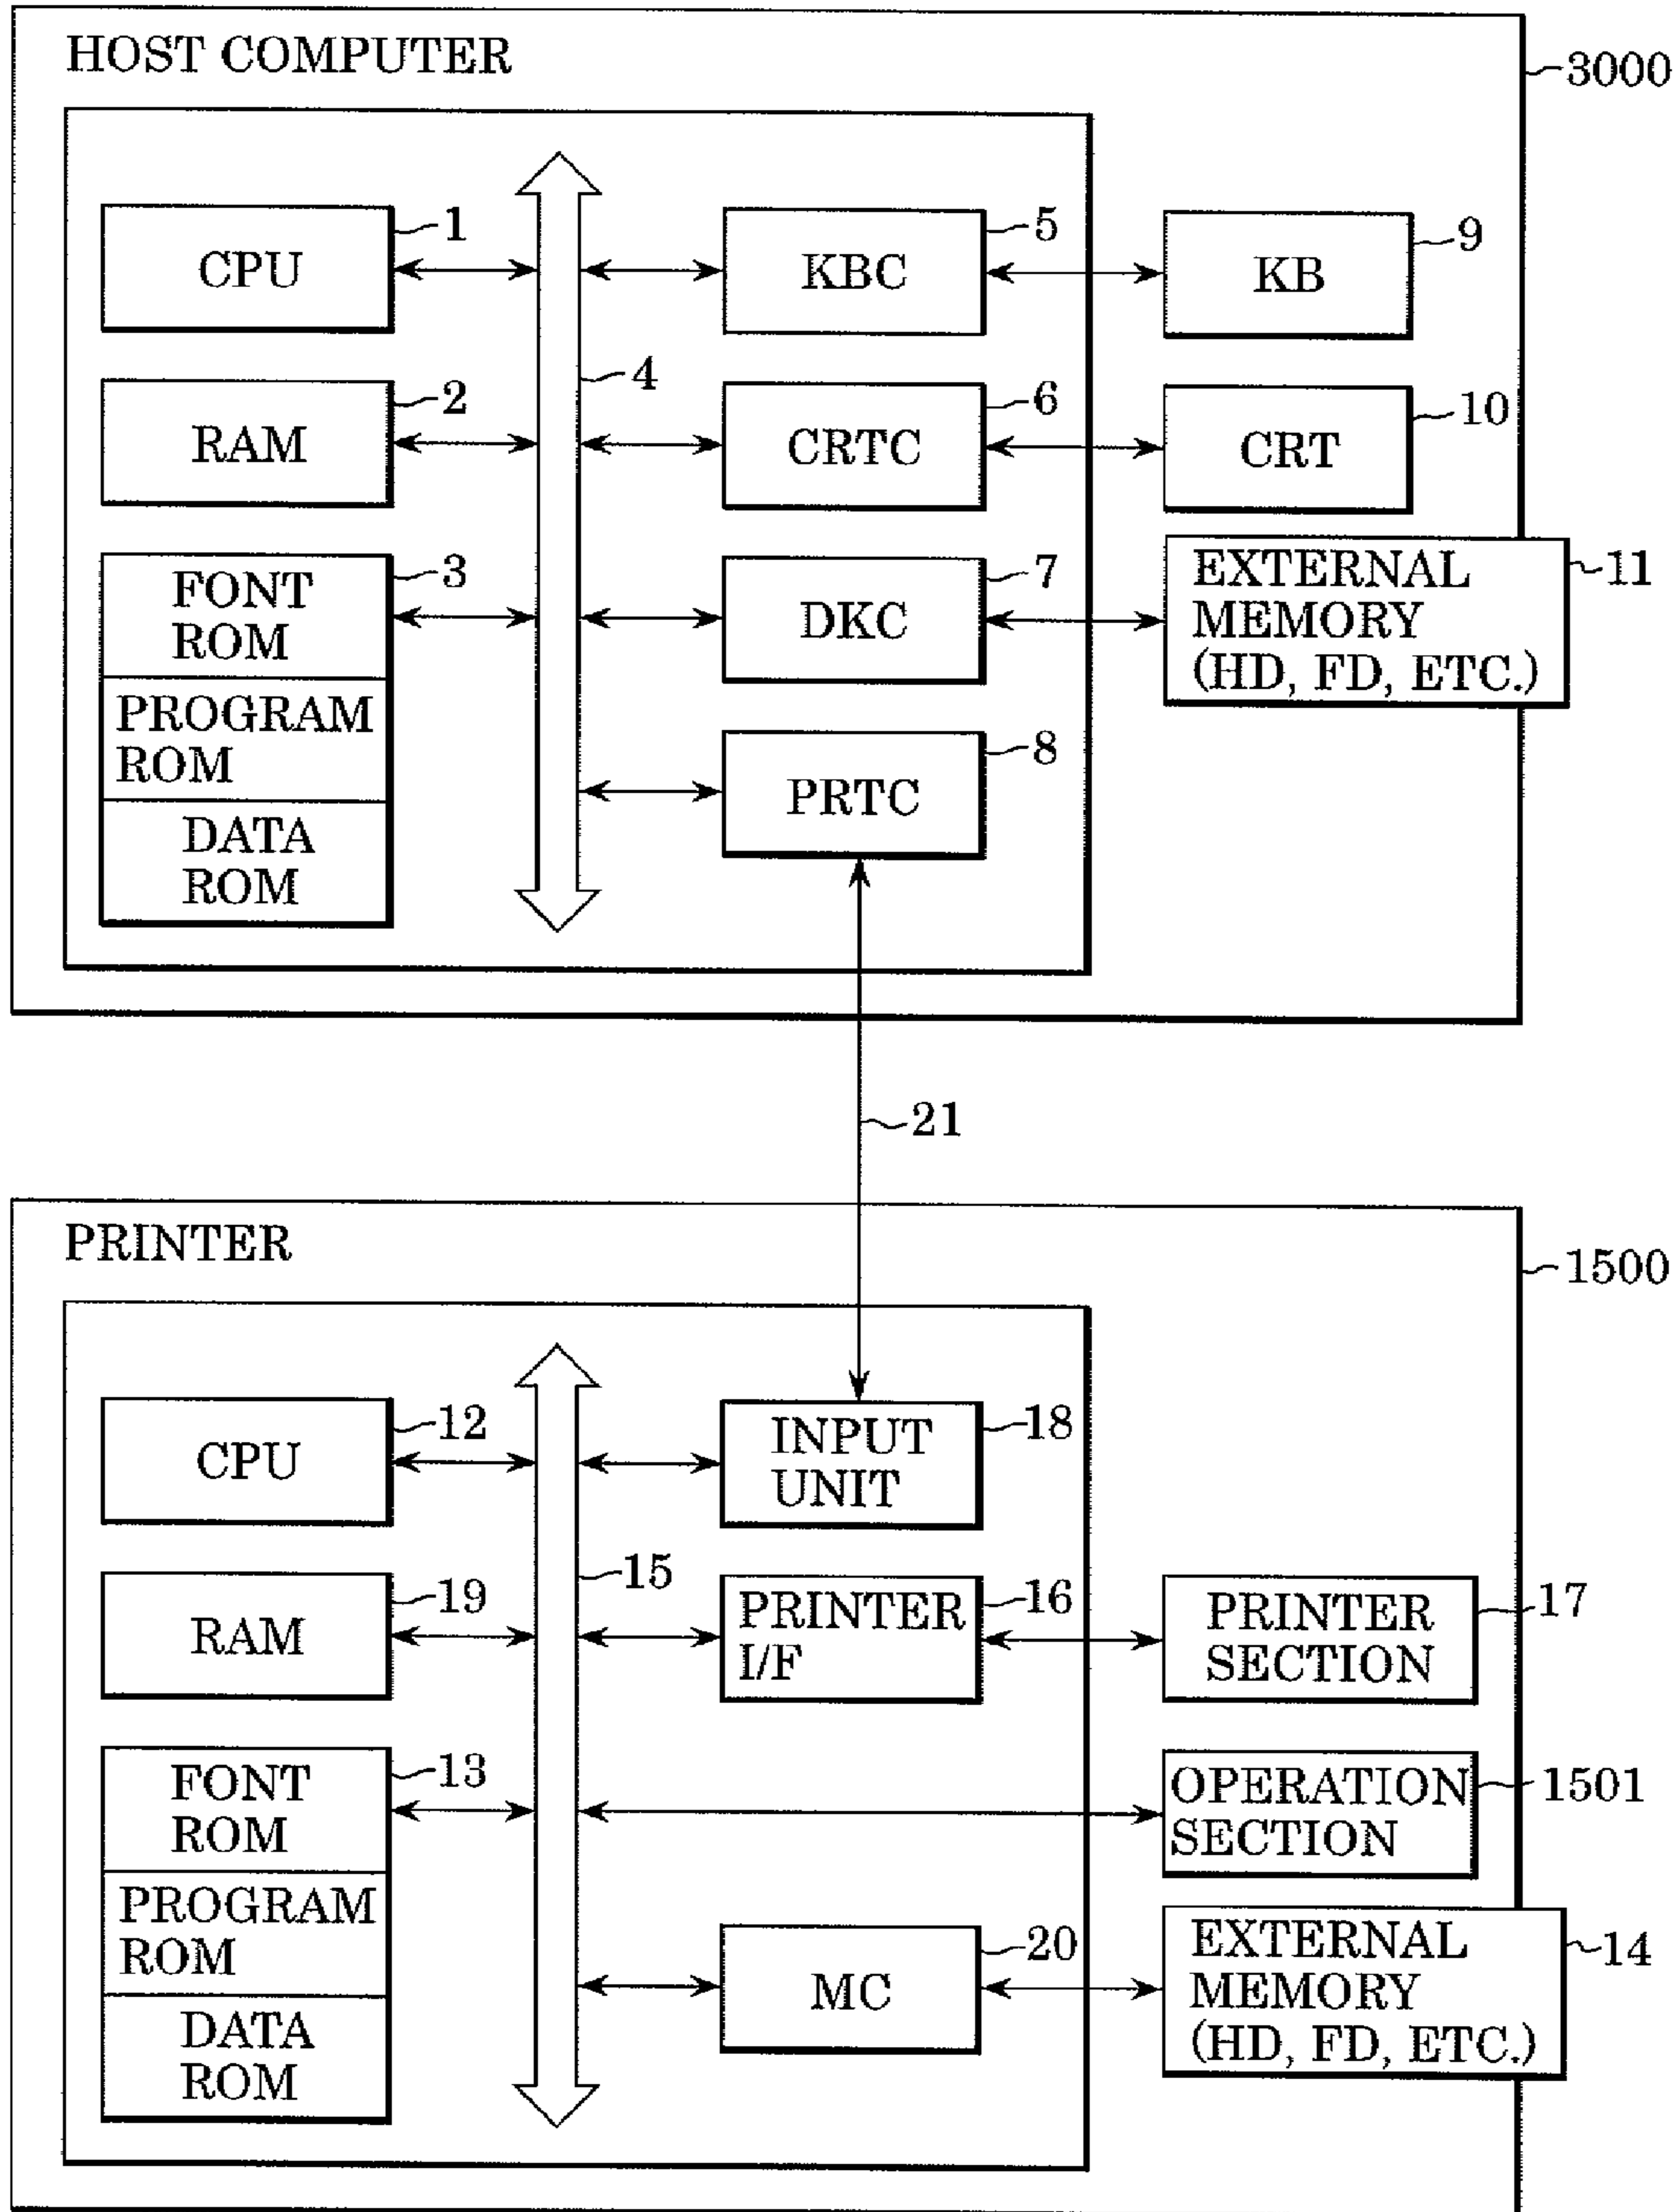 HOST COMPUTER
3000
CPU
1
KBC
5
KB
9
4
RAM
2
CRTC
6
CRT
10
FONT
ROM
3
PROGRAM
ROM
DATA
ROM
DKC
7
EXTERNAL
MEMORY
(HD, FD, ETC.)
11
PRTC
8
21
PRINTER
1500
CPU
12
INPUT
UNIT
18
15
RAM
19
PRINTER
I/F
16
PRINTER
SECTION
17
FONT
ROM
13
PROGRAM
ROM
DATA
ROM
OPERATION
SECTION
1501
MC
20
EXTERNAL
MEMORY
(HD, FD, ETC.)
14